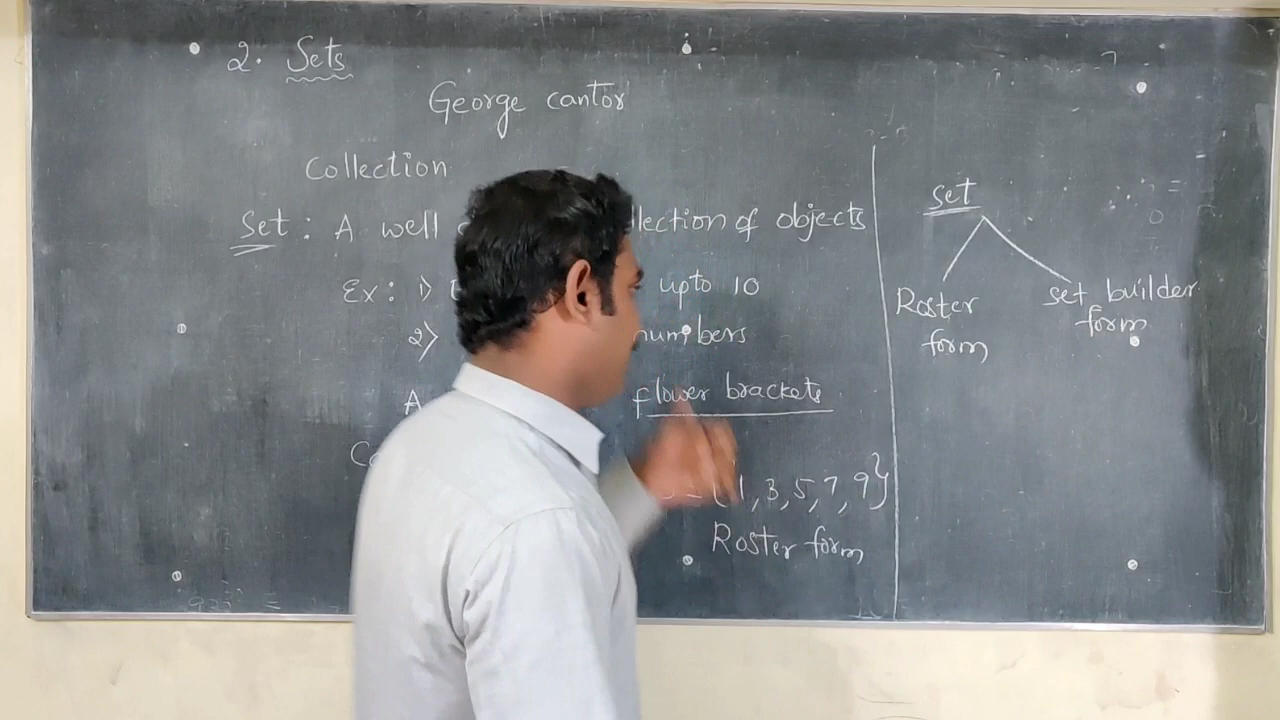 2. Sets
George cantor
Collection
Set : A well llection of objects
Ex : 1) upto 10
2) numbers
A flower brackets
= {1, 3, 5, 7, 9}
Roster form
set
Roster
form
set builder
form